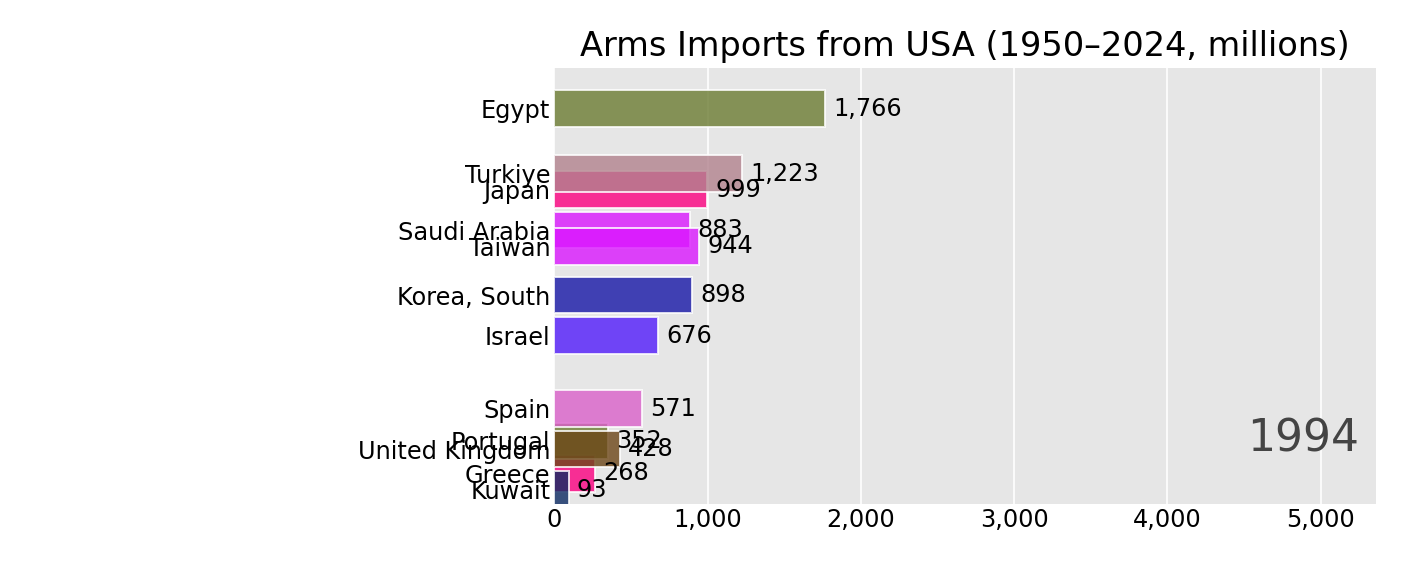 Arms Imports from USA (1950–2024, millions)
Egypt 1,766
Turkiye 1,223
Japan 999
Saudi Arabia 883
Taiwan 944
Korea, South 898
Israel 676
Spain 571
Portugal 352
United Kingdom 428
Greece 268
Kuwait 93
1994
0 1,000 2,000 3,000 4,000 5,000